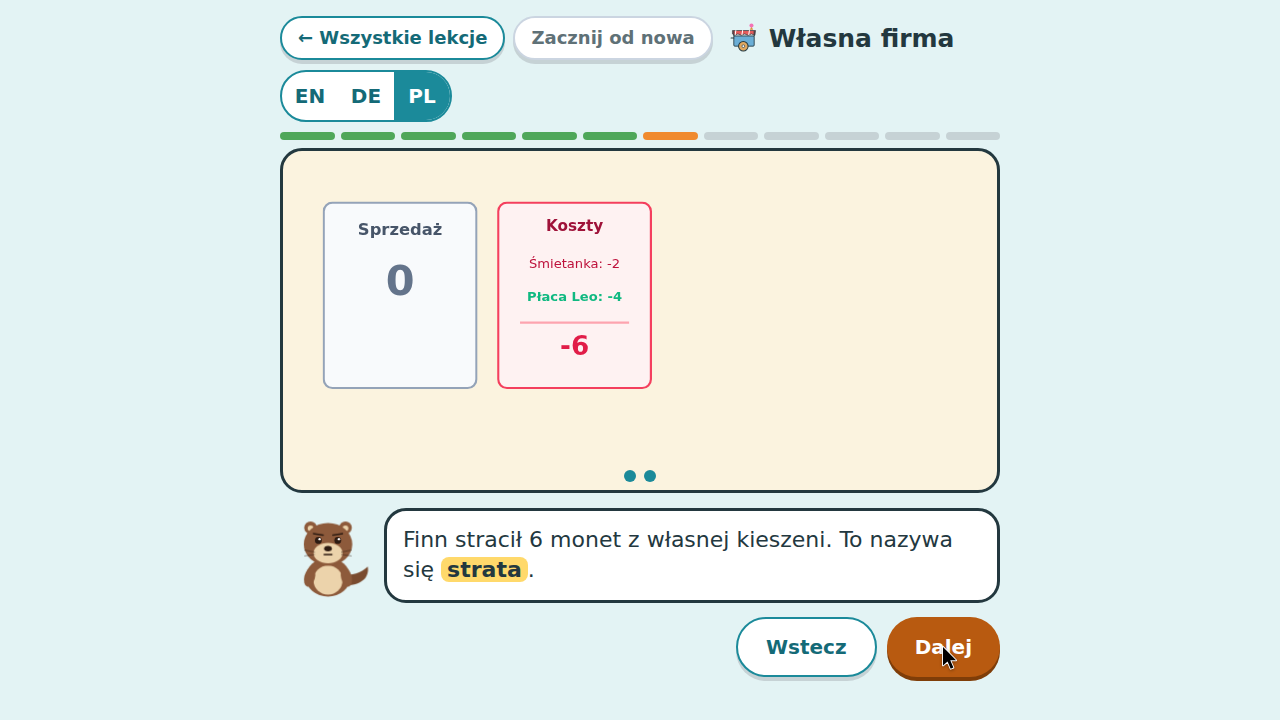 ← Wszystkie lekcje
Zacznij od nowa
Własna firma
EN DE PL
Sprzedaż
0
Koszty
Śmietanka: -2
Płaca Leo: -4
-6
Finn stracił 6 monet z własnej kieszeni. To nazywa
się strata.
Wstecz
Dalej